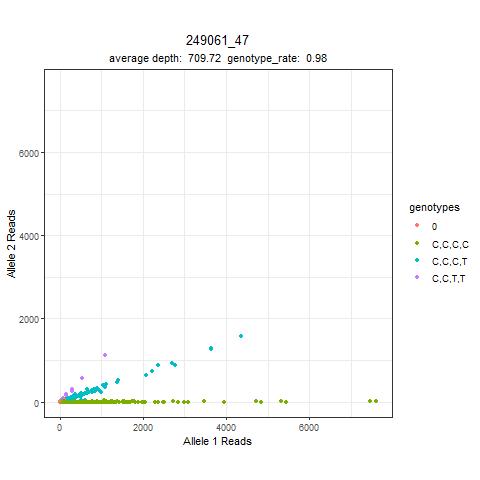 249061_47
average depth:  709.72  genotype_rate:  0.98
Allele 2 Reads
6000
4000
2000
0
0
2000
4000
6000
Allele 1 Reads
genotypes
0
C,C,C,C
C,C,C,T
C,C,T,T